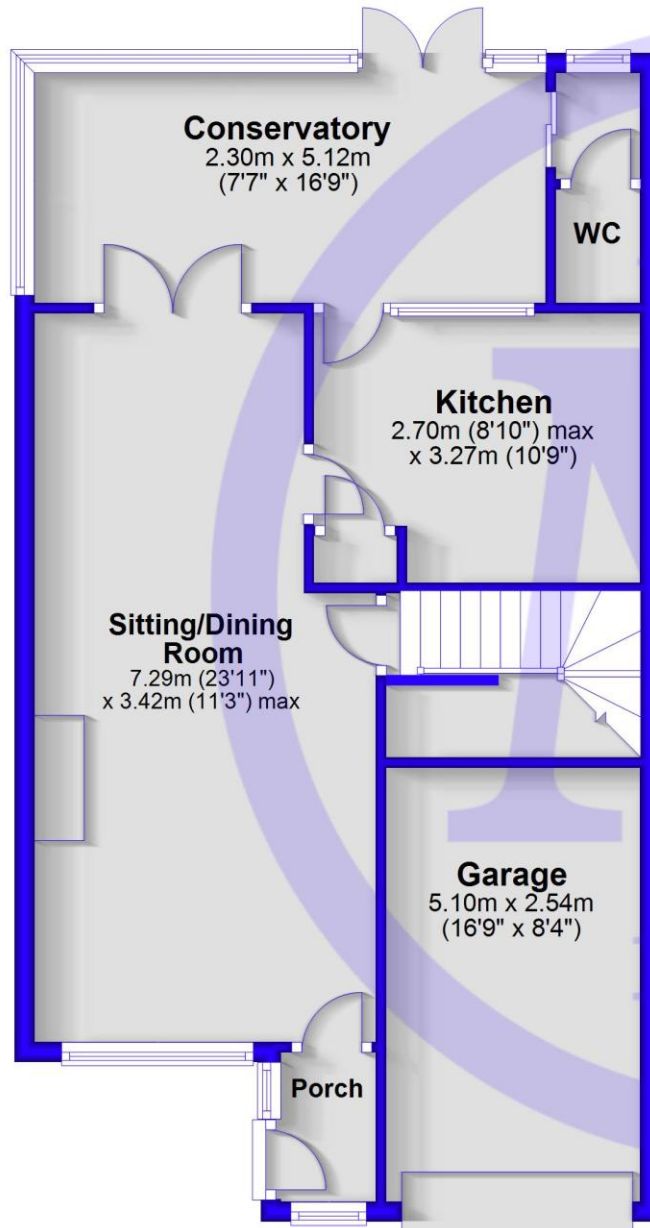 Conservatory
2.30m x 5.12m
(7'7" x 16'9")
WC
Kitchen
2.70m (8'10") max
x 3.27m (10'9")
Sitting/Dining
Room
7.29m (23'11")
x 3.42m (11'3") max
Garage
5.10m x 2.54m
(16'9" x 8'4")
Porch